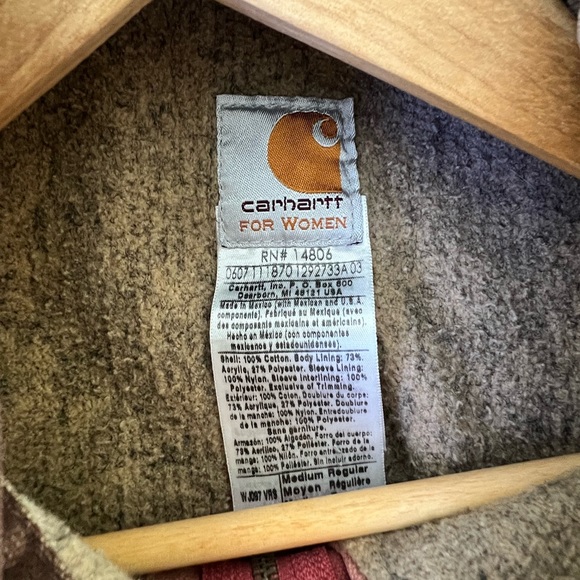 carhartt
FOR WOMEN
RN# 14806
06071118701292733A03
Carhartt, Inc. P. O. Box 600
Dearborn, MI 48121 USA
Made in Mexico (with Mexican and U.S.A.
components). Fabriqué au Mexique (avec
des composants mexicains et américains).
Hecho en México (con componentes
mexicanos y estadounidenses).
Shell: 100% Cotton. Body Lining: 73%
Acrylic, 27% Polyester. Sleeve Lining:
100% Nylon. Sleeve Interlining: 100%
Polyester. Exclusive of Trimming.
Extérieur: 100% Coton. Doublure du corps:
73% Acrylique, 27% Polyester. Doublure
de la manche: 100% Nylon. Entredoublure
de la manche: 100% Polyester.
Sans garniture.
Armazón: 100% Algodón. Forro del cuerpo:
73% Acrílico, 27% Poliéster. Forro de la
manga: 100% Nilón. Forro entrelazado de la
manga: 100% Poliéster. Sin incluir adorno.
WJ097 VRS
Medium Regular
Moyen Régulière